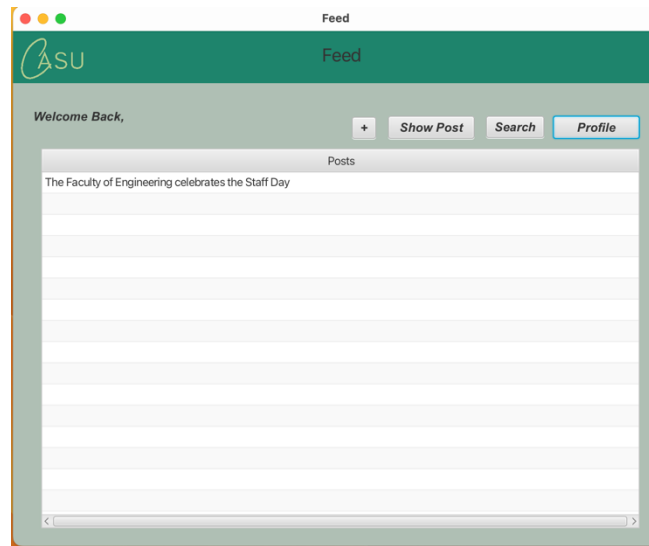 Feed
ASU
Feed
Welcome Back,
+ Show Post Search Profile
Posts
The Faculty of Engineering celebrates the Staff Day